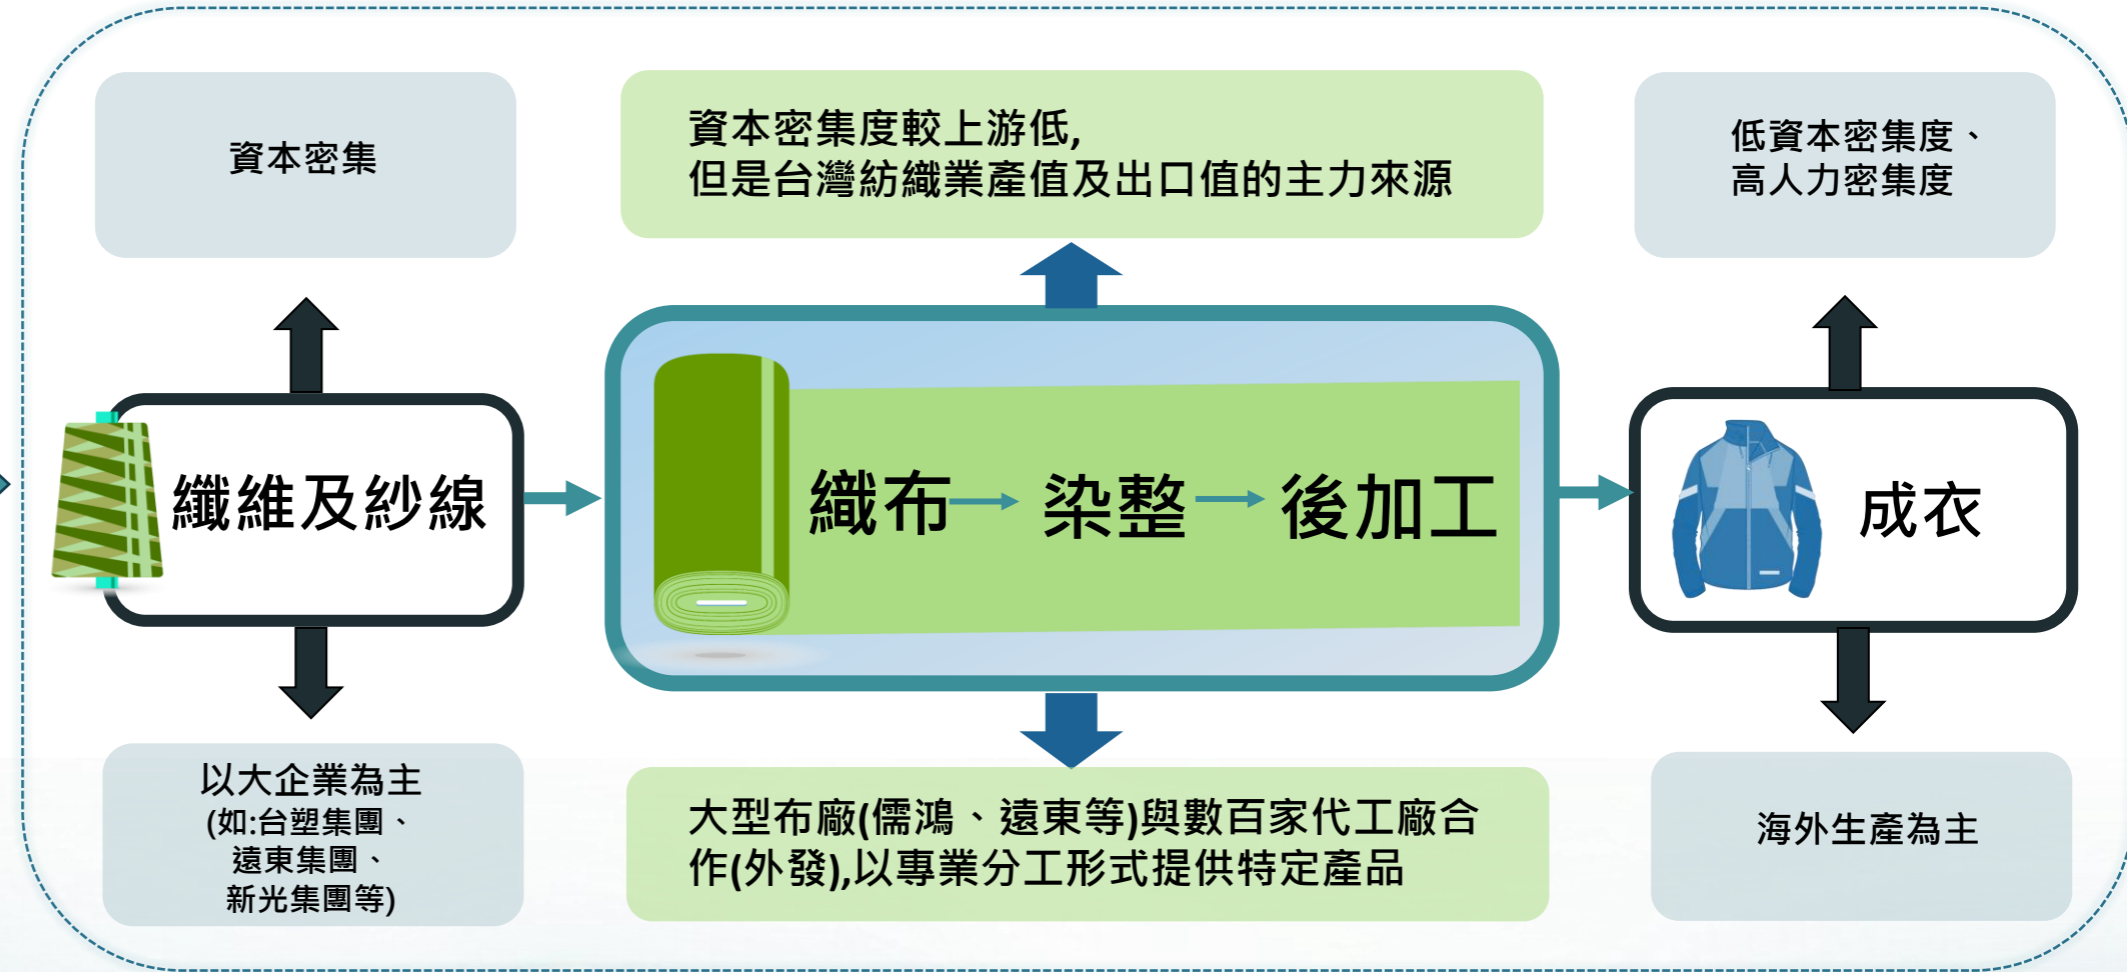 資本密集
資本密集度較上游低,
但是台灣紡織業產值及出口值的主力來源
低資本密集度、
高人力密集度
纖維及紗線
織布
染整
後加工
成衣
以大企業為主
(如:台塑集團、
遠東集團、
新光集團等)
大型布廠(儒鴻、遠東等)與數百家代工廠合
作(外發),以專業分工形式提供特定產品
海外生產為主